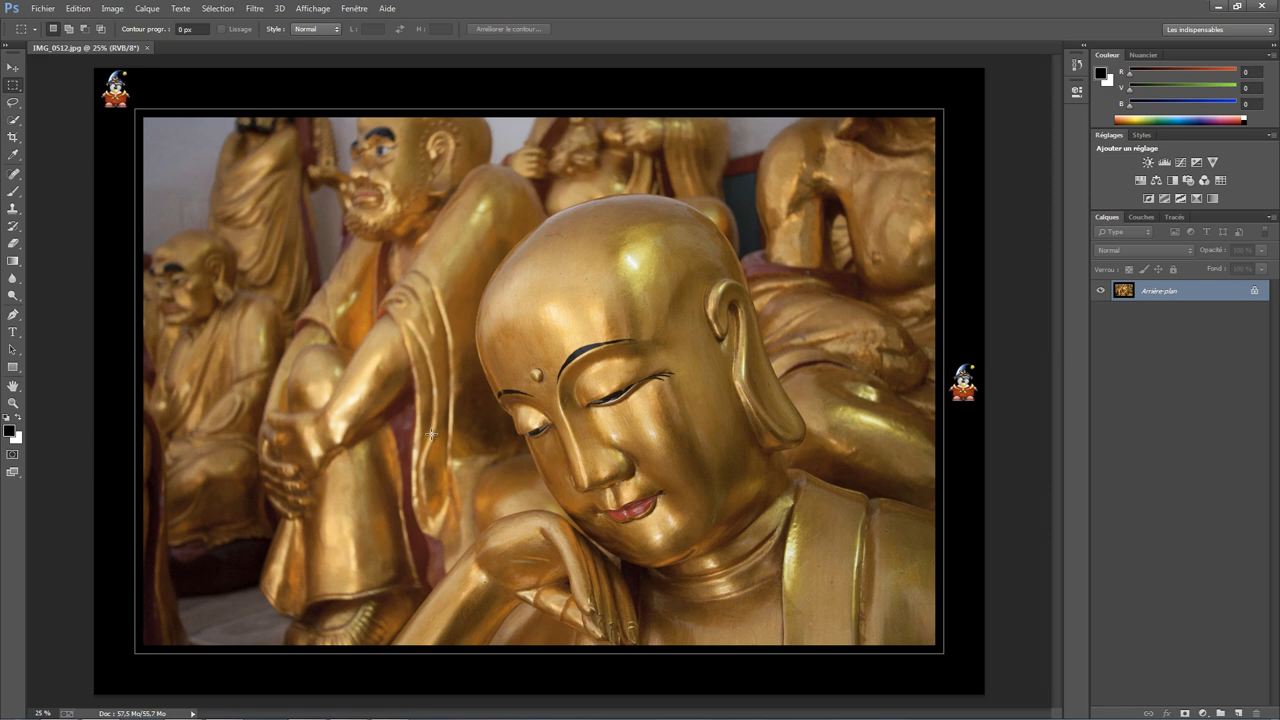 Ps Fichier Edition Image Calque Texte Sélection Filtre 3D Affichage Fenêtre Aide
Contour progr. : 0 px Lissage Style : Normal L : H : Améliorer le contour... Les indispensables
IMG_0512.jpg @ 25% (RVB/8*) ×
Couleur Nuancier
R 0
V 0
B 0
Réglages Styles
Ajouter un réglage
Calques Couches Tracés
Type
Normal Opacité : 100 %
Verrou : Fond : 100 %
Arrière-plan
25 % Doc : 57,5 Mo/55,7 Mo